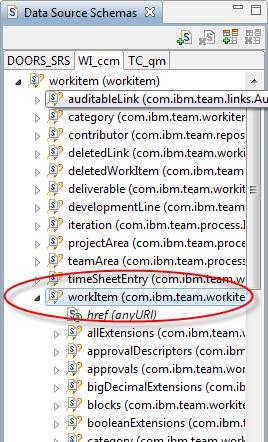 Data Source Schemas
DOORS_SRS WI_ccm TC_qm
workitem (workitem)
auditableLink (com.ibm.team.links.Au
category (com.ibm.team.workiter
contributor (com.ibm.team.repos
deletedLink (com.ibm.team.worki
deletedWorkItem (com.ibm.team.
deliverable (com.ibm.team.worki
developmentLine (com.ibm.team.
iteration (com.ibm.team.process.I
projectArea (com.ibm.team.proce
teamArea (com.ibm.team.process
timeSheetEntry (com.ibm.team.w
workItem (com.ibm.team.workite
href (anyURI)
allExtensions (com.ibm.team.
approvalDescriptors (com.ibm
approvals (com.ibm.team.wor
bigDecimalExtensions (com.ib
blocks (com.ibm.team.workite
booleanExtensions (com.ibm.t
category (com.ibm.team.work